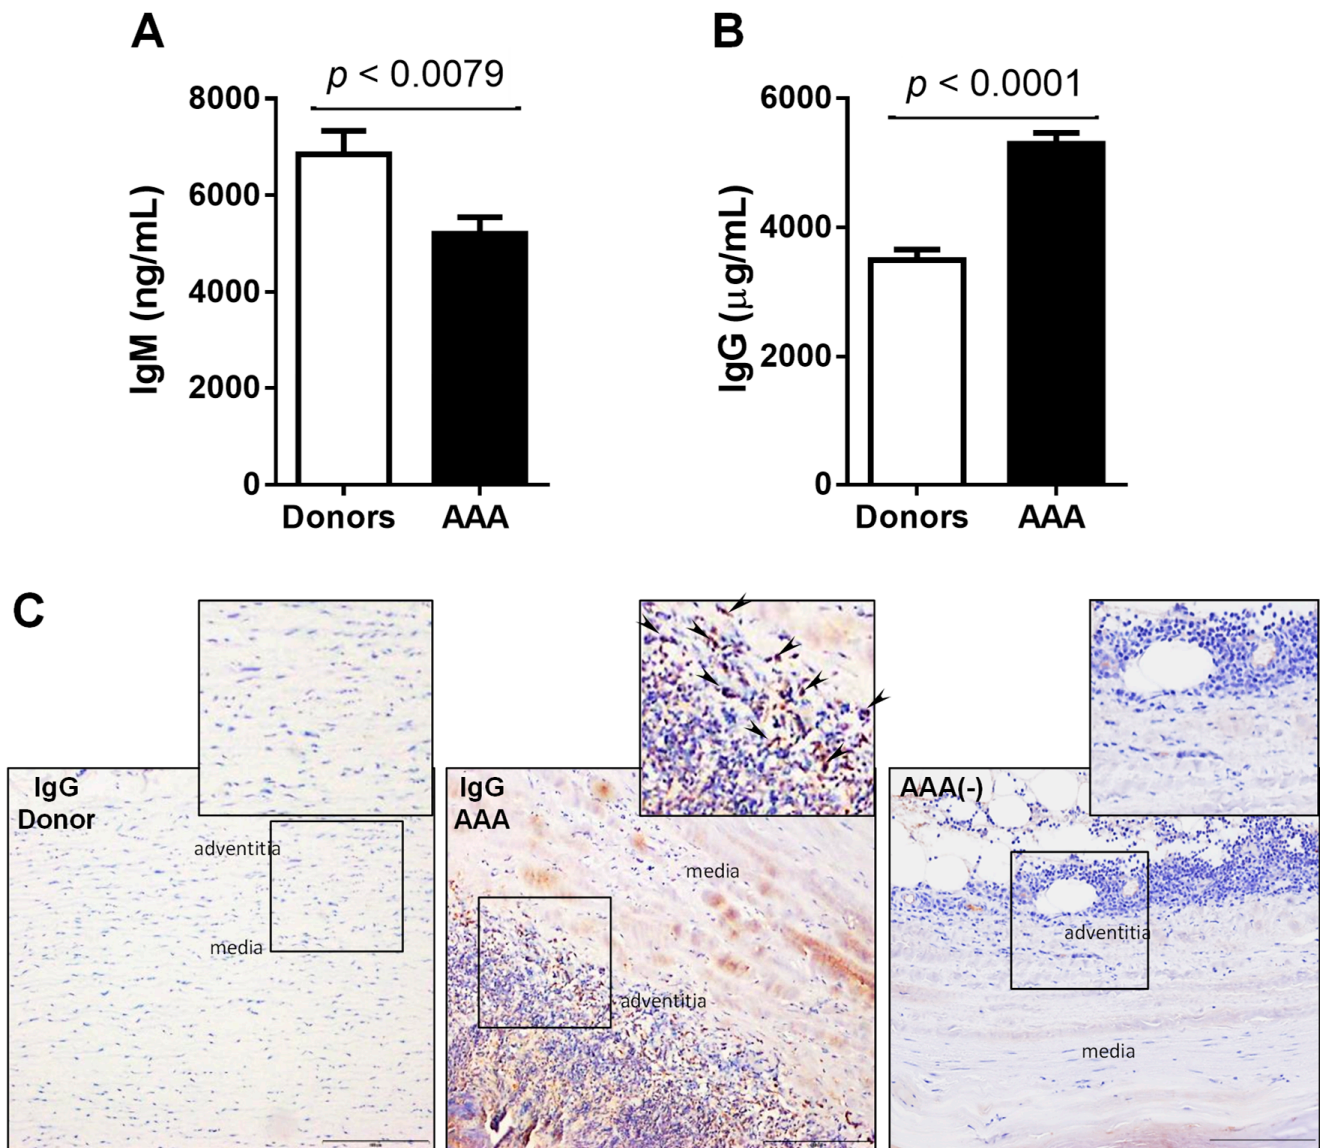 A
p < 0.0079
8000
6000
4000
2000
0
IgM (ng/mL)
Donors AAA
B
p < 0.0001
6000
4000
2000
0
IgG (μg/mL)
Donors AAA
C
IgG
Donor
adventitia
media
IgG
AAA
media
adventitia
AAA(-)
adventitia
media